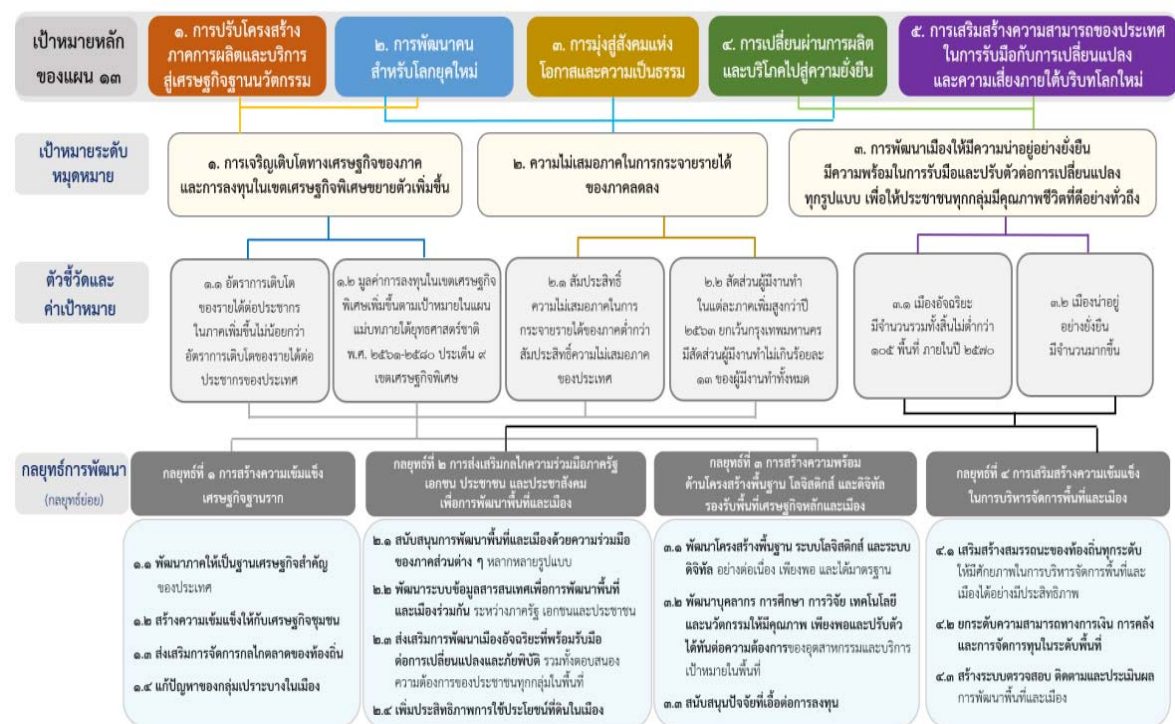 เป้าหมายหลัก
ของแผน ๑๓
๑. การปรับโครงสร้าง
ภาคการผลิตและบริการ
สู่เศรษฐกิจฐานนวัตกรรม
๒. การพัฒนาคน
สำหรับโลกยุคใหม่
๓. การมุ่งสู่สังคมแห่ง
โอกาสและความเป็นธรรม
๔. การเปลี่ยนผ่านการผลิต
และบริโภคไปสู่ความยั่งยืน
๕. การเสริมสร้างความสามารถของประเทศ
ในการรับมือกับการเปลี่ยนแปลง
และความเสี่ยงภายใต้บริบทโลกใหม่
เป้าหมายระดับ
หมุดหมาย
๑. การเจริญเติบโตทางเศรษฐกิจของภาค
และการลงทุนในเขตเศรษฐกิจพิเศษขยายตัวเพิ่มขึ้น
๒. ความไม่เสมอภาคในการกระจายรายได้
ของภาคลดลง
๓. การพัฒนาเมืองให้มีความน่าอยู่อย่างยั่งยืน
มีความพร้อมในการรับมือและปรับตัวต่อการเปลี่ยนแปลง
ทุกรูปแบบ เพื่อให้ประชาชนทุกกลุ่มมีคุณภาพชีวิตที่ดีอย่างทั่วถึง
ตัวชี้วัดและ
ค่าเป้าหมาย
๑.๑ อัตราการเติบโต
ของรายได้ต่อประชากร
ในภาคเพิ่มขึ้นไม่น้อยกว่า
อัตราการเติบโตของรายได้ต่อ
ประชากรของประเทศ
๑.๒ มูลค่าการลงทุนในเขตเศรษฐกิจ
พิเศษเพิ่มขึ้นตามเป้าหมายในแผน
แม่บทภายใต้ยุทธศาสตร์ชาติ
พ.ศ. ๒๕๖๑-๒๕๘๐ ประเด็น ๙
เขตเศรษฐกิจพิเศษ
๒.๑ สัมประสิทธิ์
ความไม่เสมอภาคในการ
กระจายรายได้ของภาคต่ำกว่า
สัมประสิทธิ์ความไม่เสมอภาค
ของประเทศ
๒.๒ สัดส่วนผู้มีงานทำ
ในแต่ละภาคเพิ่มสูงกว่าปี
๒๕๖๓ ยกเว้นกรุงเทพมหานคร
มีสัดส่วนผู้มีงานทำไม่เกินร้อยละ
๑๓ ของผู้มีงานทำทั้งหมด
๓.๑ เมืองอัจฉริยะ
มีจำนวนรวมทั้งสิ้นไม่ต่ำกว่า
๑๐๕ พื้นที่ ภายในปี ๒๕๗๐
๓.๒ เมืองน่าอยู่
อย่างยั่งยืน
มีจำนวนมากขึ้น
กลยุทธ์การพัฒนา
(กลยุทธ์ย่อย)
กลยุทธ์ที่ ๑ การสร้างความเข้มแข็ง
เศรษฐกิจฐานราก
๑.๑ พัฒนาภาคให้เป็นฐานเศรษฐกิจสำคัญ
ของประเทศ
๑.๒ สร้างความเข้มแข็งให้กับเศรษฐกิจชุมชน
๑.๓ ส่งเสริมการจัดการกลไกตลาดของท้องถิ่น
๑.๔ แก้ปัญหาของกลุ่มเปราะบางในเมือง
กลยุทธ์ที่ ๒ การส่งเสริมกลไกความร่วมมือภาครัฐ
เอกชน ประชาชน และประชาสังคม
เพื่อการพัฒนาพื้นที่และเมือง
๒.๑ สนับสนุนการพัฒนาพื้นที่และเมืองด้วยความร่วมมือ
ของภาคส่วนต่าง ๆ หลากหลายรูปแบบ
๒.๒ พัฒนาระบบข้อมูลสารสนเทศเพื่อการพัฒนาพื้นที่
และเมืองร่วมกัน ระหว่างภาครัฐ เอกชนและประชาชน
๒.๓ ส่งเสริมการพัฒนาเมืองอัจฉริยะที่พร้อมรับมือ
ต่อการเปลี่ยนแปลงและภัยพิบัติ รวมทั้งตอบสนอง
ความต้องการของประชาชนทุกกลุ่มในพื้นที่
๒.๔ เพิ่มประสิทธิภาพการใช้ประโยชน์ที่ดินในเมือง
กลยุทธ์ที่ ๓ การสร้างความพร้อม
ด้านโครงสร้างพื้นฐาน โลจิสติกส์ และดิจิทัล
รองรับพื้นที่เศรษฐกิจหลักและเมือง
๓.๑ พัฒนาโครงสร้างพื้นฐาน ระบบโลจิสติกส์ และระบบ
ดิจิทัล อย่างต่อเนื่อง เพียงพอ และได้มาตรฐาน
๓.๒ พัฒนาบุคลากร การศึกษา การวิจัย เทคโนโลยี
และนวัตกรรมให้มีคุณภาพ เพียงพอและปรับตัว
ได้ทันต่อความต้องการของอุตสาหกรรมและบริการ
เป้าหมายในพื้นที่
๓.๓ สนับสนุนปัจจัยที่เอื้อต่อการลงทุน
กลยุทธ์ที่ ๔ การเสริมสร้างความเข้มแข็ง
ในการบริหารจัดการพื้นที่และเมือง
๔.๑ เสริมสร้างสมรรถนะของท้องถิ่นทุกระดับ
ให้มีศักยภาพในการบริหารจัดการพื้นที่และ
เมืองได้อย่างมีประสิทธิภาพ
๔.๒ ยกระดับความสามารถทางการเงิน การคลัง
และการจัดการทุนในระดับพื้นที่
๔.๓ สร้างระบบตรวจสอบ ติดตามและประเมินผล
การพัฒนาพื้นที่และเมือง